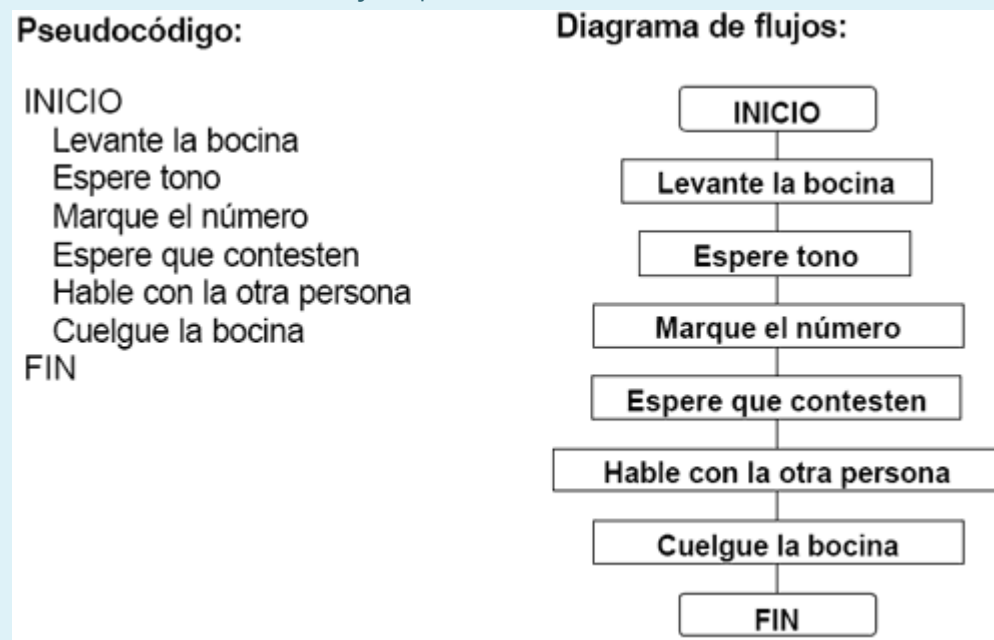 Pseudocódigo:
INICIO
Levante la bocina
Espere tono
Marque el número
Espere que contesten
Hable con la otra persona
Cuelgue la bocina
FIN
Diagrama de flujos:
INICIO
Levante la bocina
Espere tono
Marque el número
Espere que contesten
Hable con la otra persona
Cuelgue la bocina
FIN